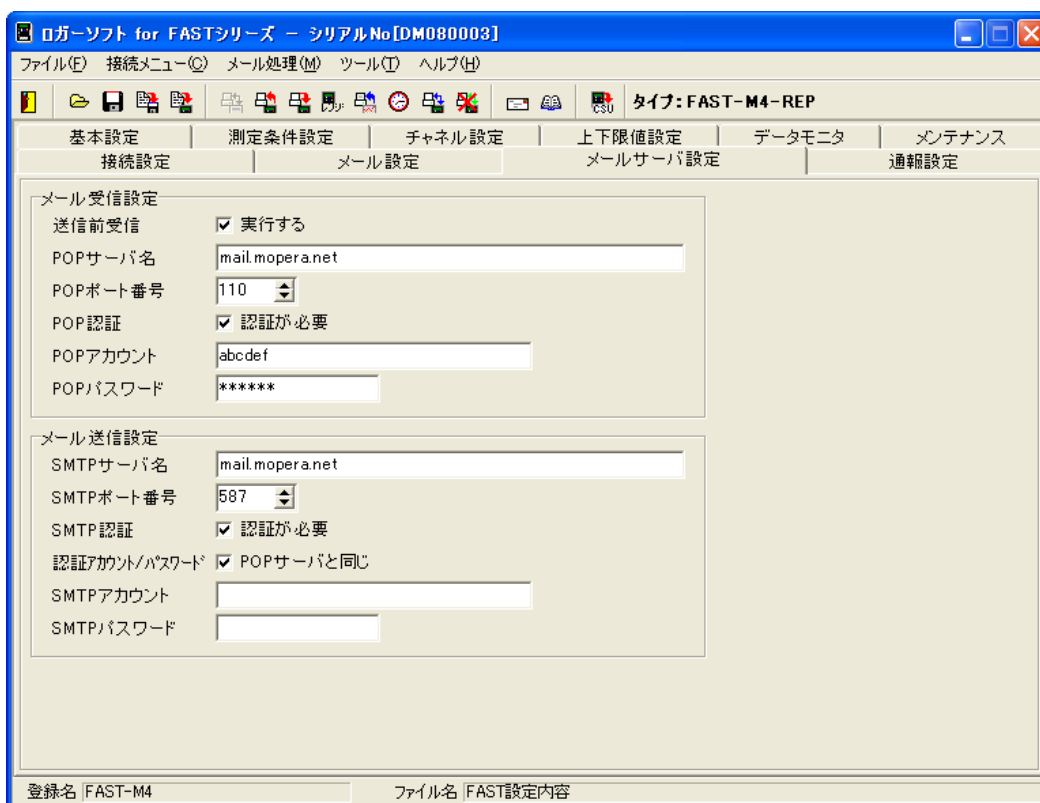 ロガーソフト for FASTシリーズ － シリアルNo[DM080003]
ファイル(F) 接続メニュー(C) メール処理(M) ツール(T) ヘルプ(H)
CSV タイプ:FAST-M4-REP
基本設定 測定条件設定 チャネル設定 上下限値設定 データモニタ メンテナンス
接続設定 メール設定 メールサーバ設定 通報設定
メール受信設定
送信前受信 実行する
POPサーバ名 mail.mopera.net
POPポート番号 110
POP認証 認証が必要
POPアカウント abcdef
POPパスワード ******
メール送信設定
SMTPサーバ名 mail.mopera.net
SMTPポート番号 587
SMTP認証 認証が必要
認証アカウント/パスワード POPサーバと同じ
SMTPアカウント
SMTPパスワード
登録名 FAST-M4 ファイル名 FAST設定内容